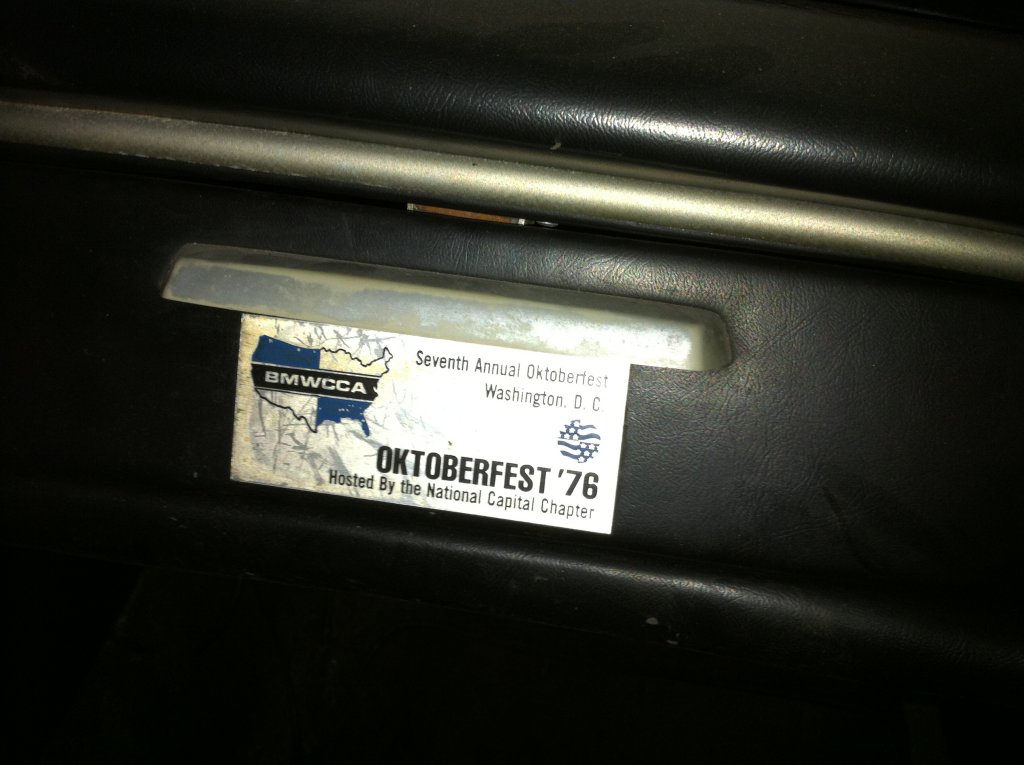 BMWCCA
Seventh Annual Oktoberfest
Washington, D. C.
OKTOBERFEST '76
Hosted By the National Capital Chapter